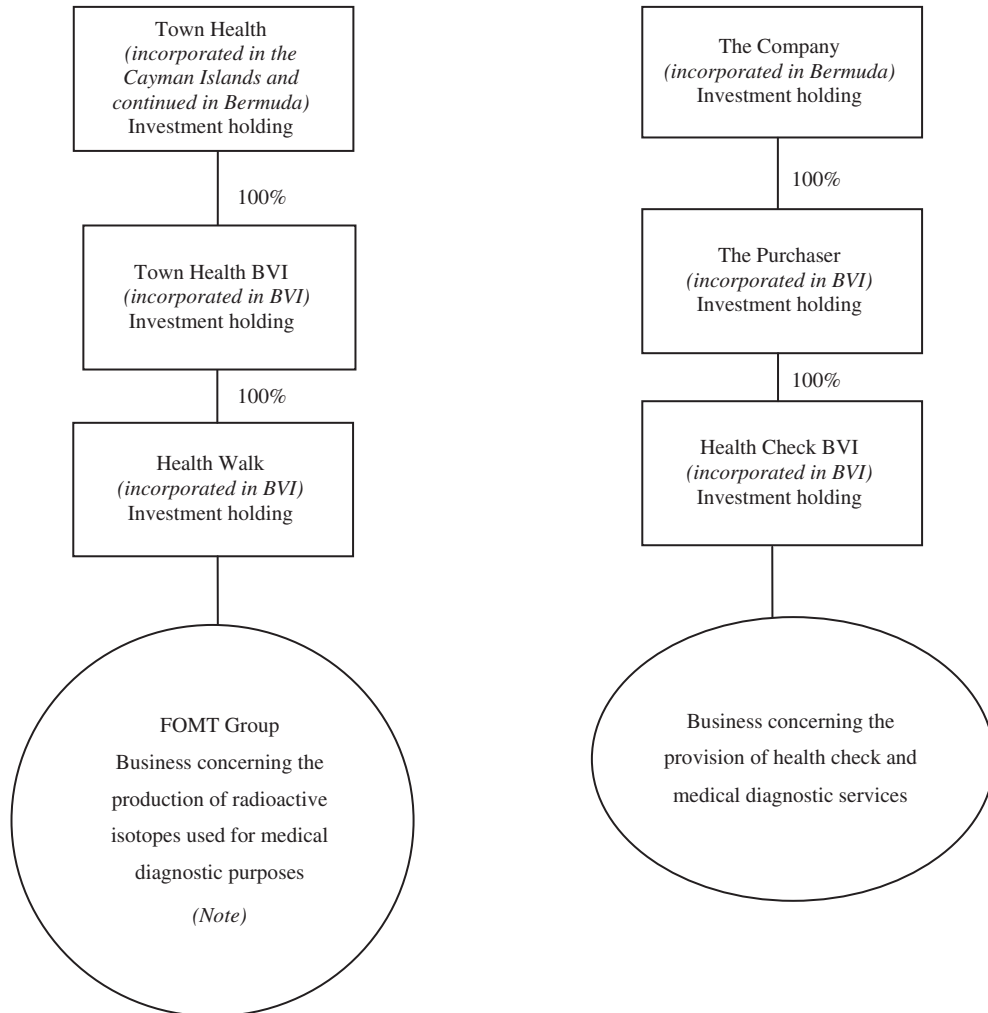 Town Health
(incorporated in the
Cayman Islands and
continued in Bermuda)
Investment holding
100%
Town Health BVI
(incorporated in BVI)
Investment holding
100%
Health Walk
(incorporated in BVI)
Investment holding
FOMT Group
Business concerning the
production of radioactive
isotopes used for medical
diagnostic purposes
(Note)
The Company
(incorporated in Bermuda)
Investment holding
100%
The Purchaser
(incorporated in BVI)
Investment holding
100%
Health Check BVI
(incorporated in BVI)
Investment holding
Business concerning the
provision of health check and
medical diagnostic services